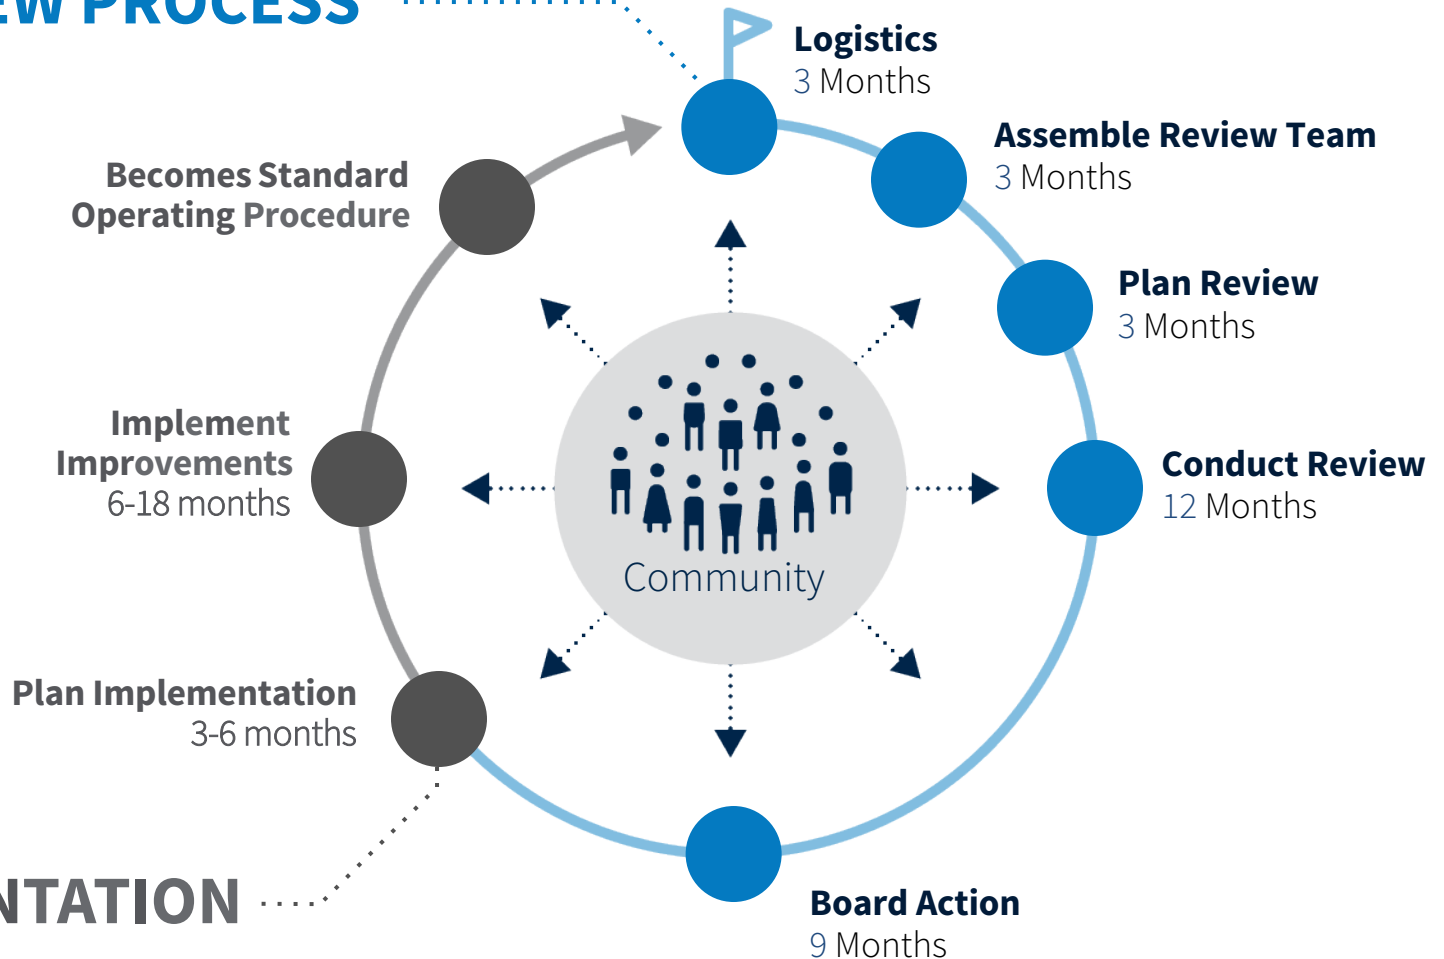 EW PROCESS
Logistics
3 Months
Assemble Review Team
3 Months
Plan Review
3 Months
Conduct Review
12 Months
Board Action
9 Months
Plan Implementation
3-6 months
Implement
Improvements
6-18 months
Becomes Standard
Operating Procedure
Community
NTATION